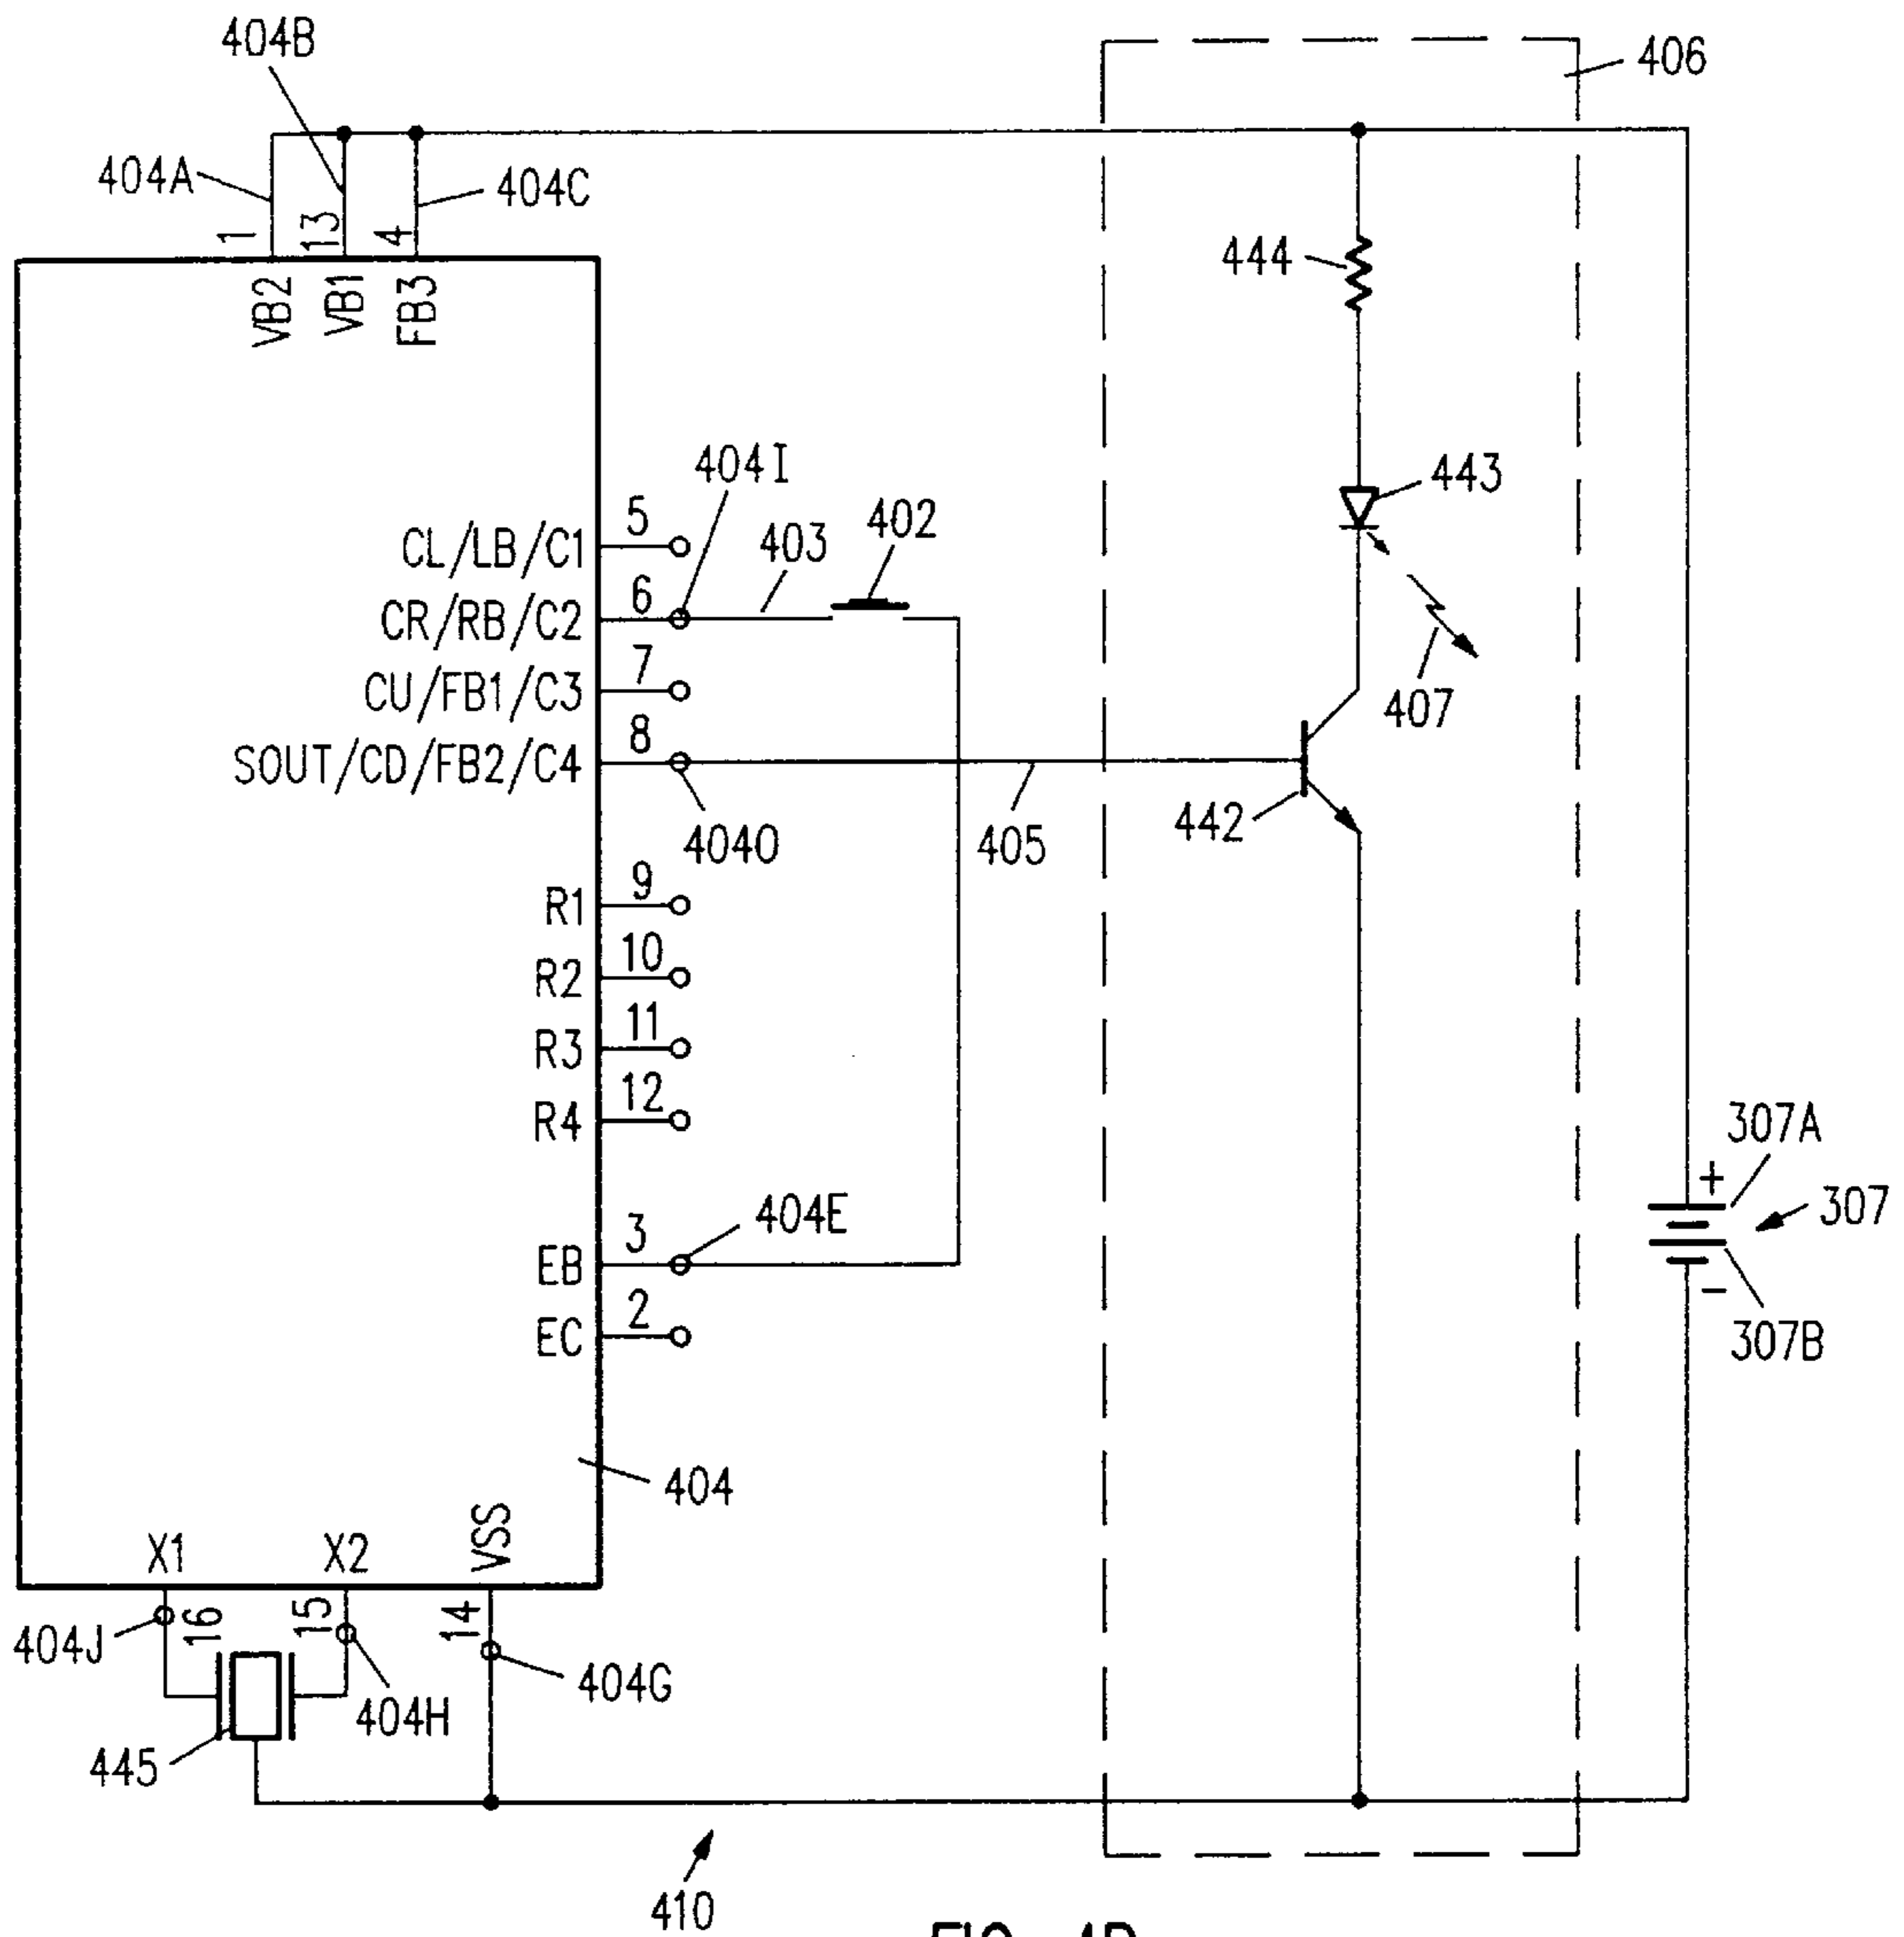 404B
406
404A
404C
1
13
4
VB2
VB1
FB3
444
443
404I
402
403
5
CL/LB/C1
6
CR/RB/C2
7
CU/FB1/C3
407
8
SOUT/CD/FB2/C4
442
4040
405
9
R1
10
R2
11
R3
12
R4
307A
+
307
404E
3
EB
−
307B
2
EC
404
X1
X2
VSS
16
15
14
404J
404G
404H
445
410